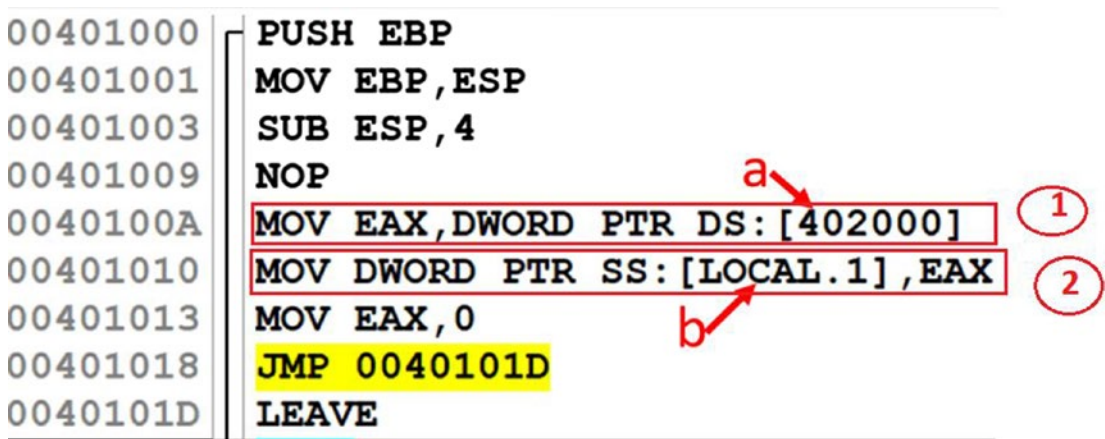 00401000 PUSH EBP
00401001 MOV EBP,ESP
00401003 SUB ESP,4
00401009 NOP
a
0040100A MOV EAX,DWORD PTR DS:[402000] 1
00401010 MOV DWORD PTR SS:[LOCAL.1],EAX 2
00401013 MOV EAX,0
b
00401018 JMP 0040101D
0040101D LEAVE